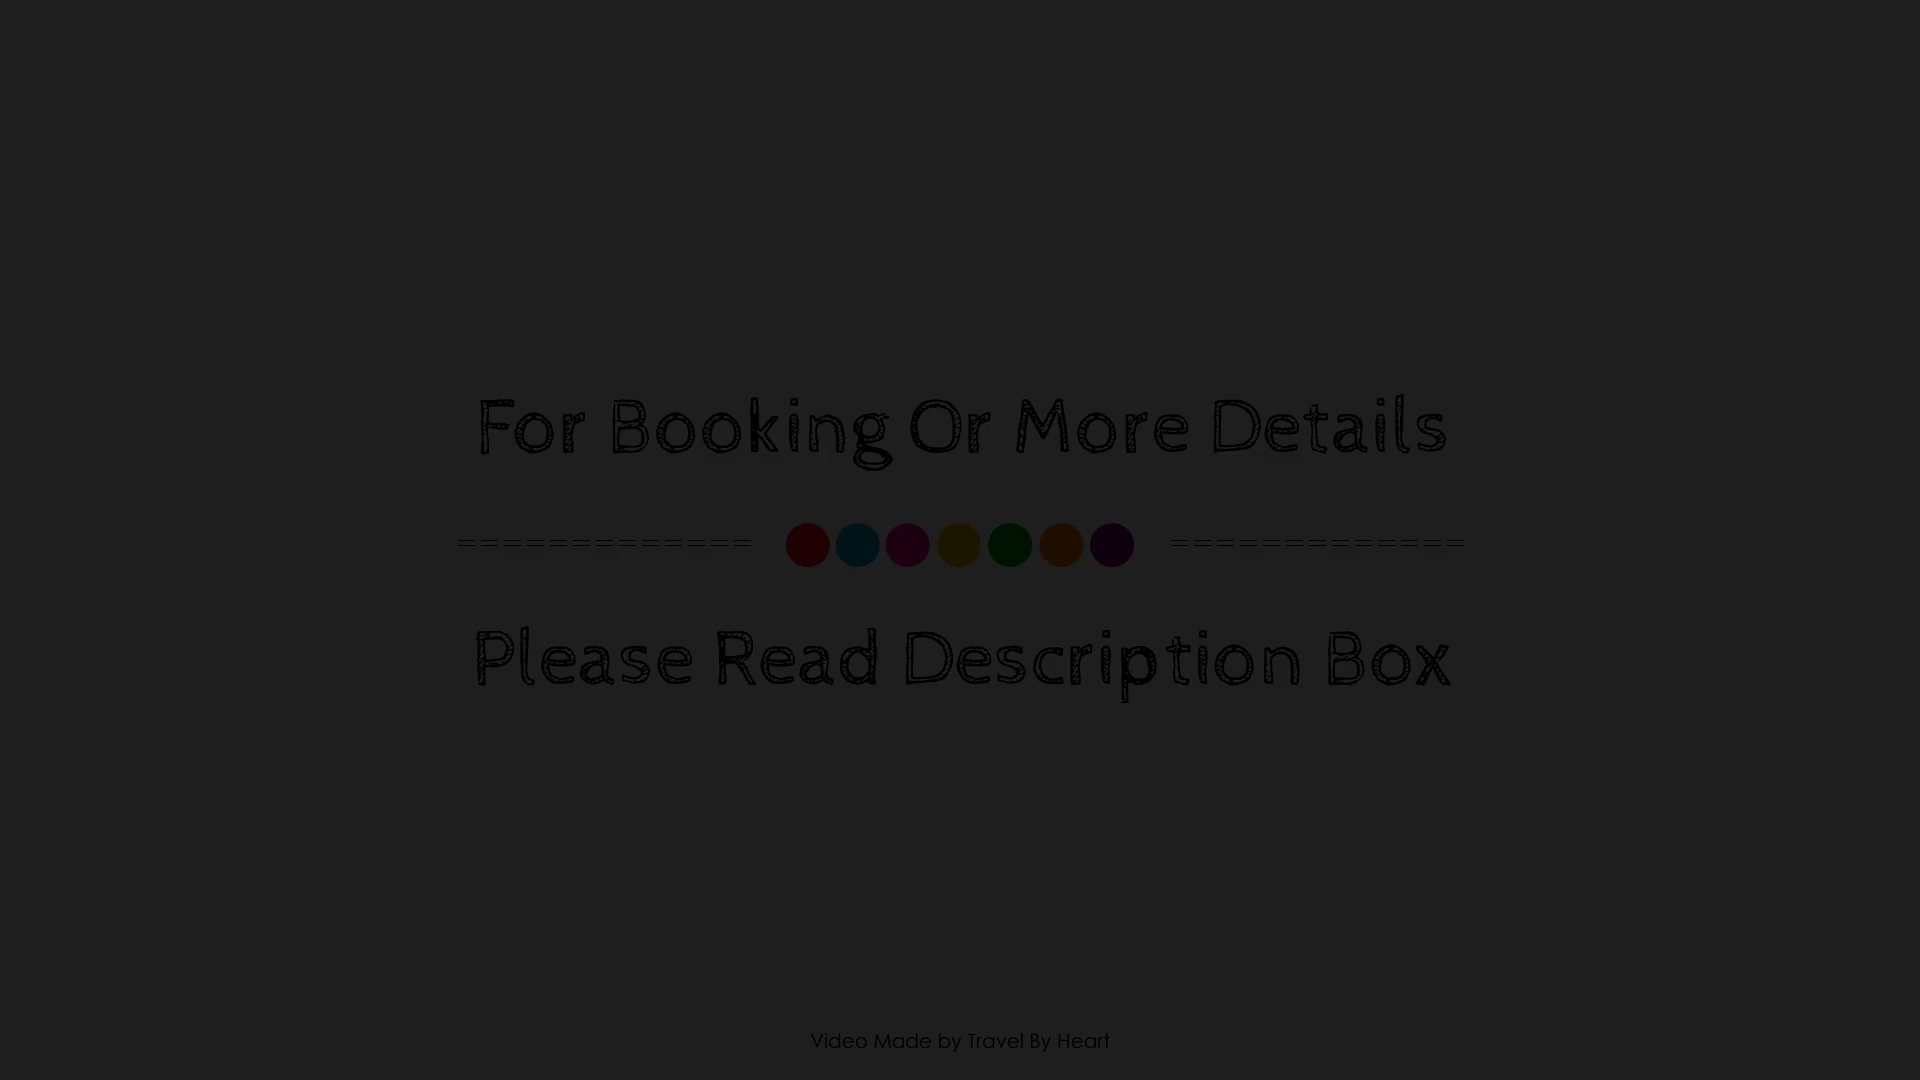 For Booking Or More Details
============= =============
Please Read Description Box
Video Made by Travel By Heart